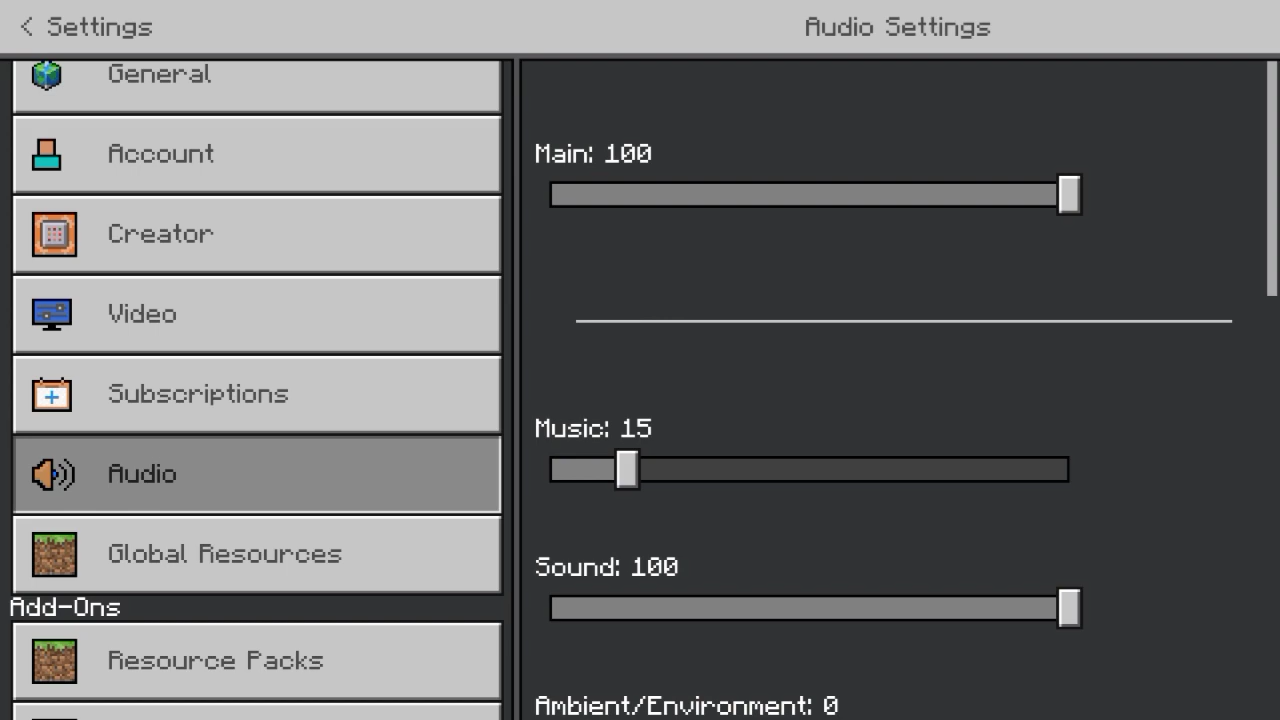 Settings
Audio Settings
General
Account
Creator
Video
Subscriptions
Audio
Global Resources
Add-Ons
Resource Packs
Main: 100
Music: 15
Sound: 100
Ambient/Environment: 0